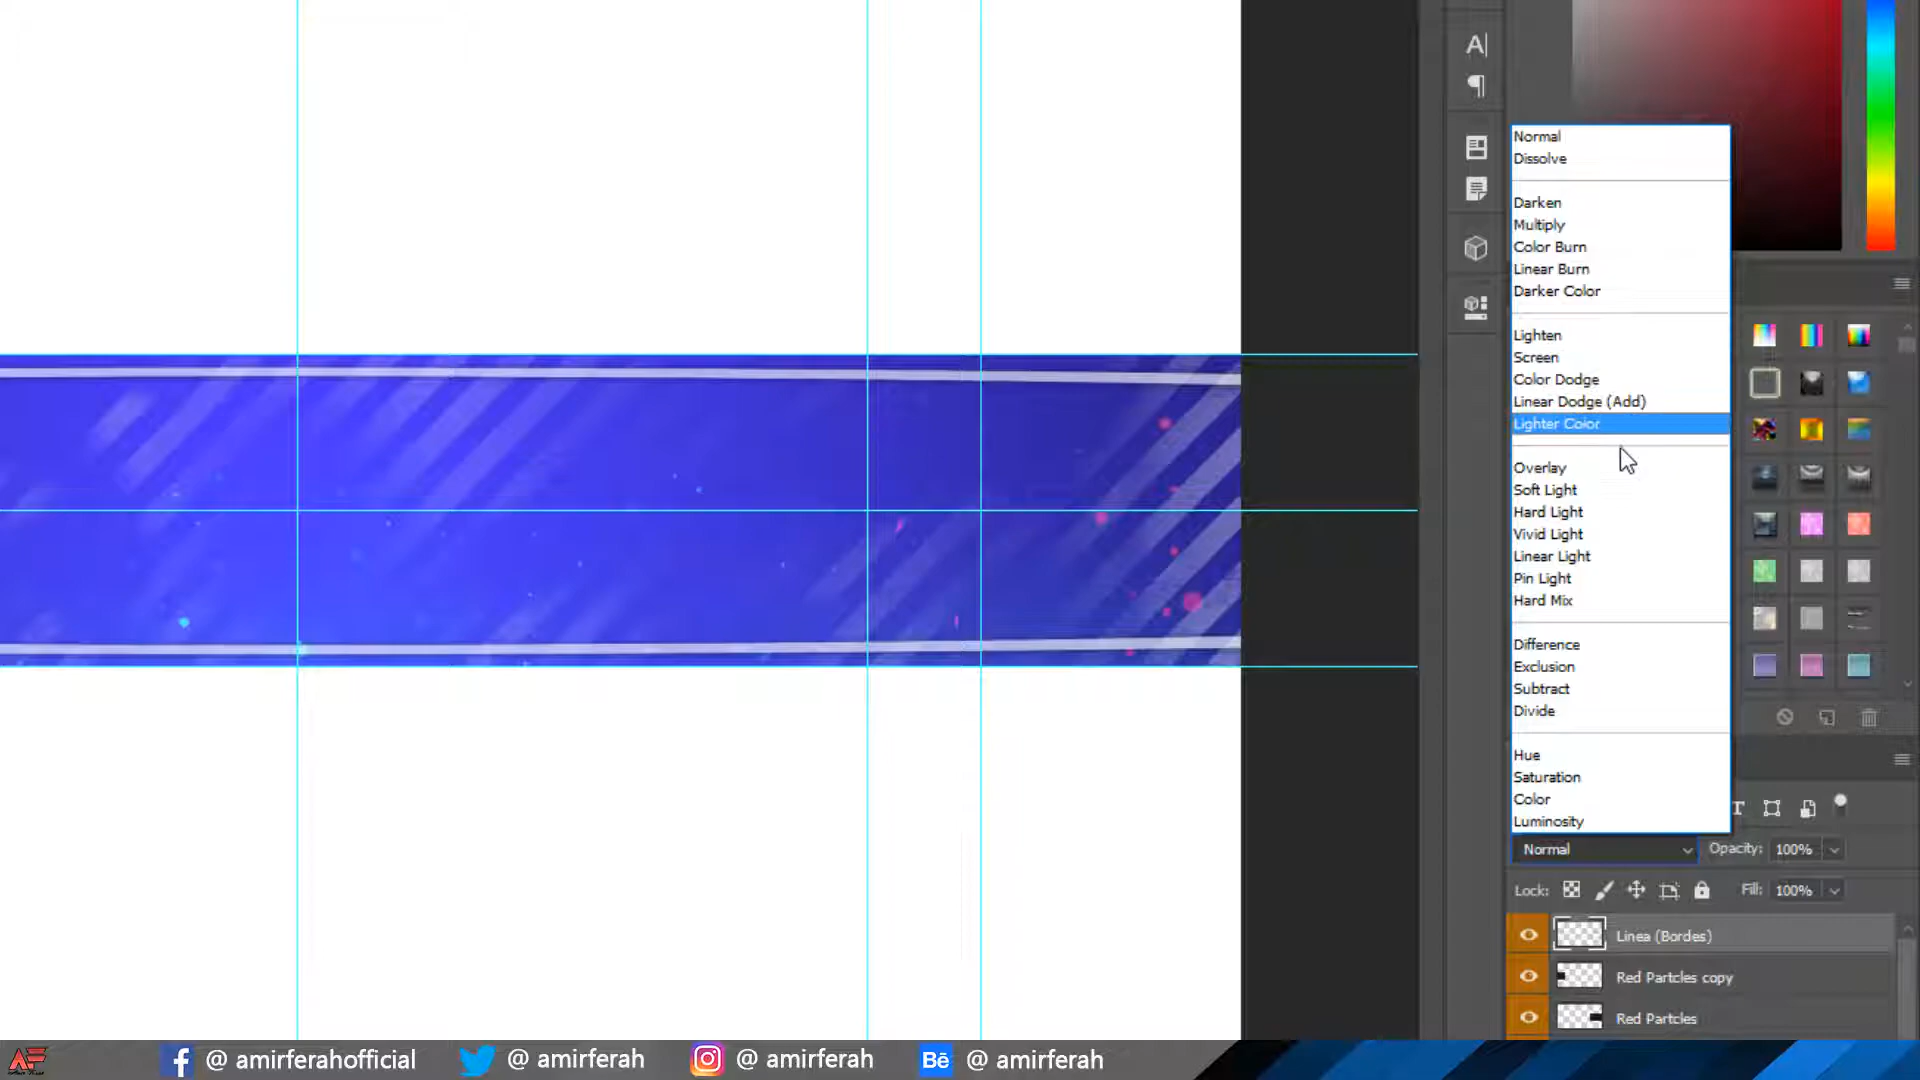 A|
Normal
Dissolve
Darken
Multiply
Color Burn
Linear Burn
Darker Color
Lighten
Screen
Color Dodge
Linear Dodge (Add)
Lighter Color
Overlay
Soft Light
Hard Light
Vivid Light
Linear Light
Pin Light
Hard Mix
Difference
Exclusion
Subtract
Divide
Hue
Saturation
Color
Luminosity
T
Normal Opacity: 100%
Lock: Fill: 100%
Linea (Bordes)
Red Partcles copy
Red Partcles
AF f @ amirferahofficial @ amirferah @ amirferah Bē @ amirferah